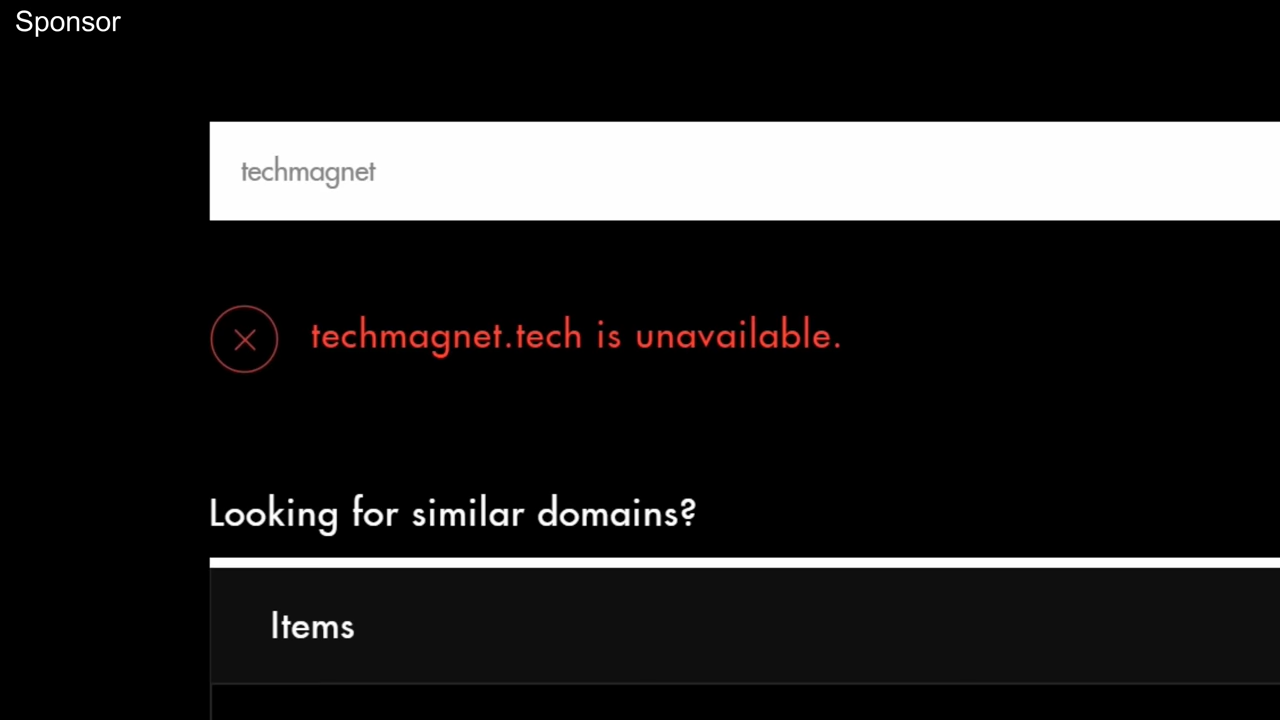 Sponsor
techmagnet
techmagnet.tech is unavailable.
Looking for similar domains?
Items